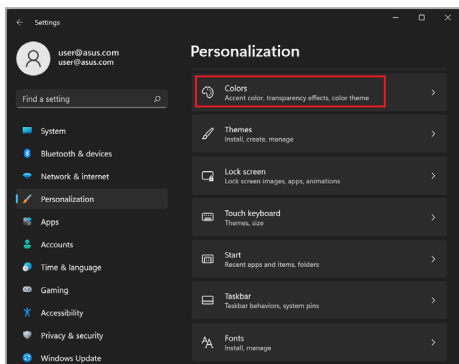 Settings
user@asus.com
user@asus.com
Find a setting
System
Bluetooth & devices
Network & internet
Personalization
Apps
Accounts
Time & language
Gaming
Accessibility
Privacy & security
Windows Update
Personalization
Colors
Accent color, transparency effects, color theme
Themes
Install, create, manage
Lock screen
Lock screen images, apps, animations
Touch keyboard
Themes, size
Start
Recent apps and items, folders
Taskbar
Taskbar behaviors, system pins
Fonts
Install, manage